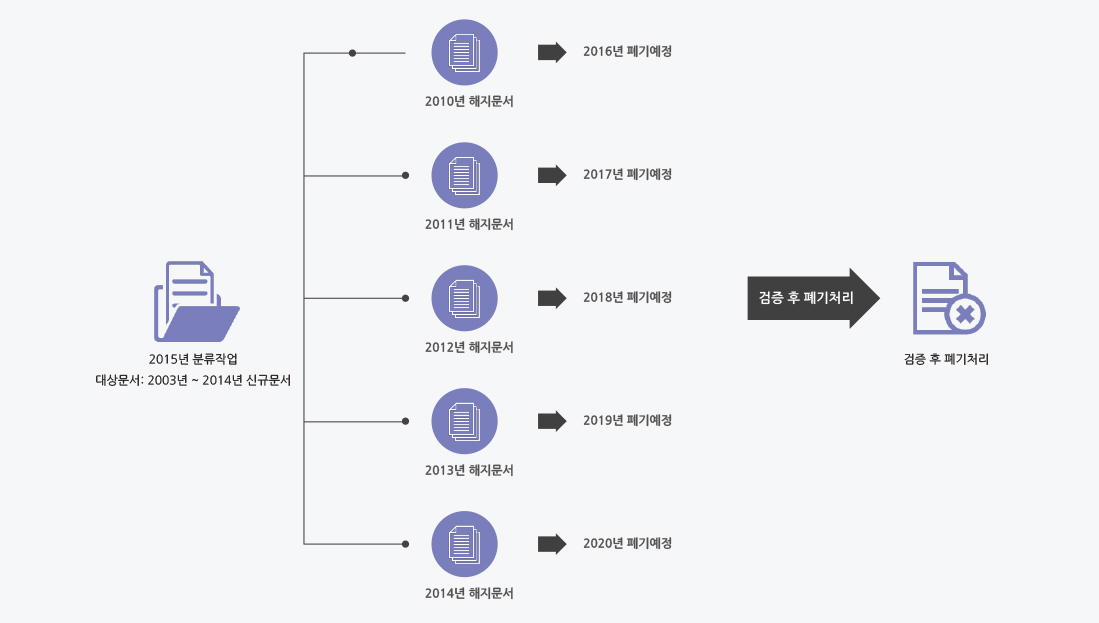 2010년 해지문서
2016년 폐기예정
2011년 해지문서
2017년 폐기예정
2015년 분류작업
대상문서: 2003년 ~ 2014년 신규문서
2012년 해지문서
2018년 폐기예정
검증 후 폐기처리
검증 후 폐기처리
2013년 해지문서
2019년 폐기예정
2014년 해지문서
2020년 폐기예정